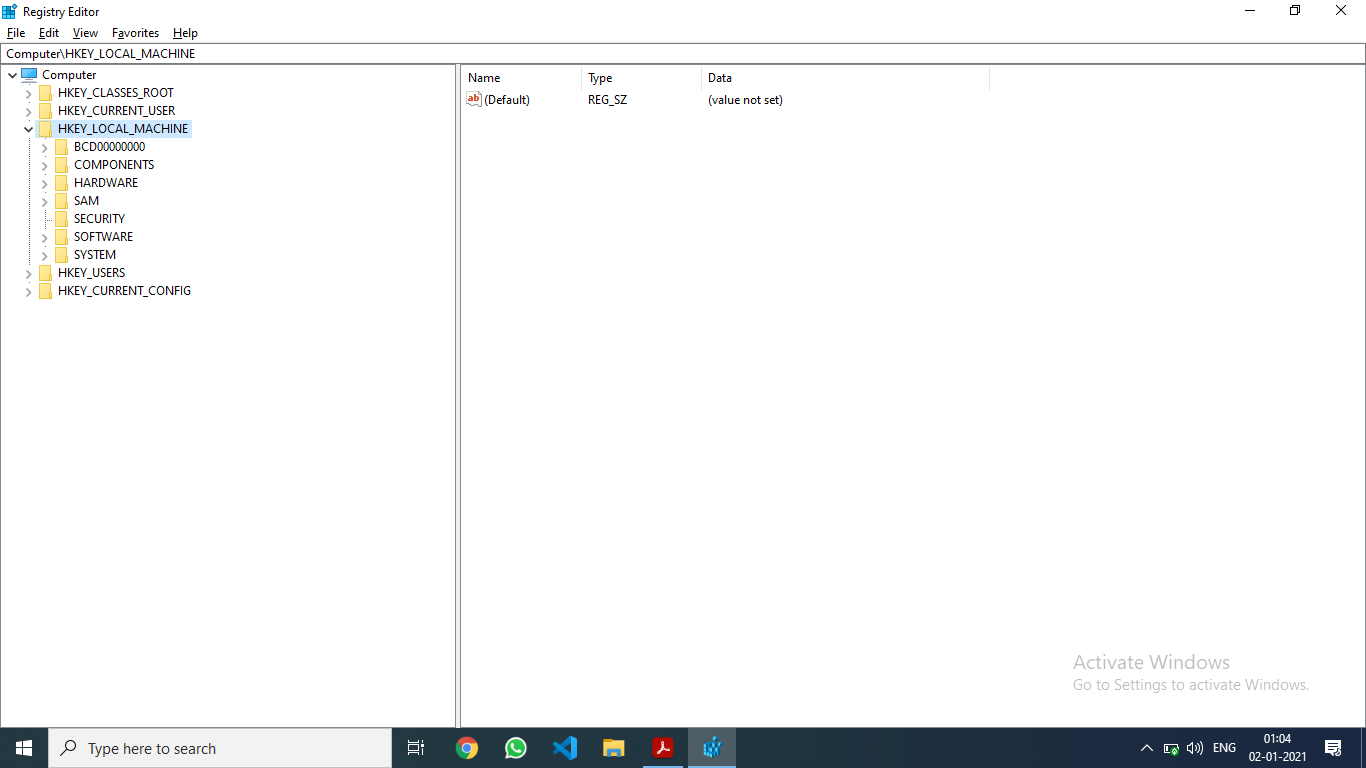 Registry Editor
File Edit View Favorites Help
Computer\HKEY_LOCAL_MACHINE
Computer
HKEY_CLASSES_ROOT
HKEY_CURRENT_USER
HKEY_LOCAL_MACHINE
BCD00000000
COMPONENTS
HARDWARE
SAM
SECURITY
SOFTWARE
SYSTEM
HKEY_USERS
HKEY_CURRENT_CONFIG
Name Type Data
ab (Default) REG_SZ (value not set)
Activate Windows
Go to Settings to activate Windows.
Type here to search
ENG
01:04
02-01-2021